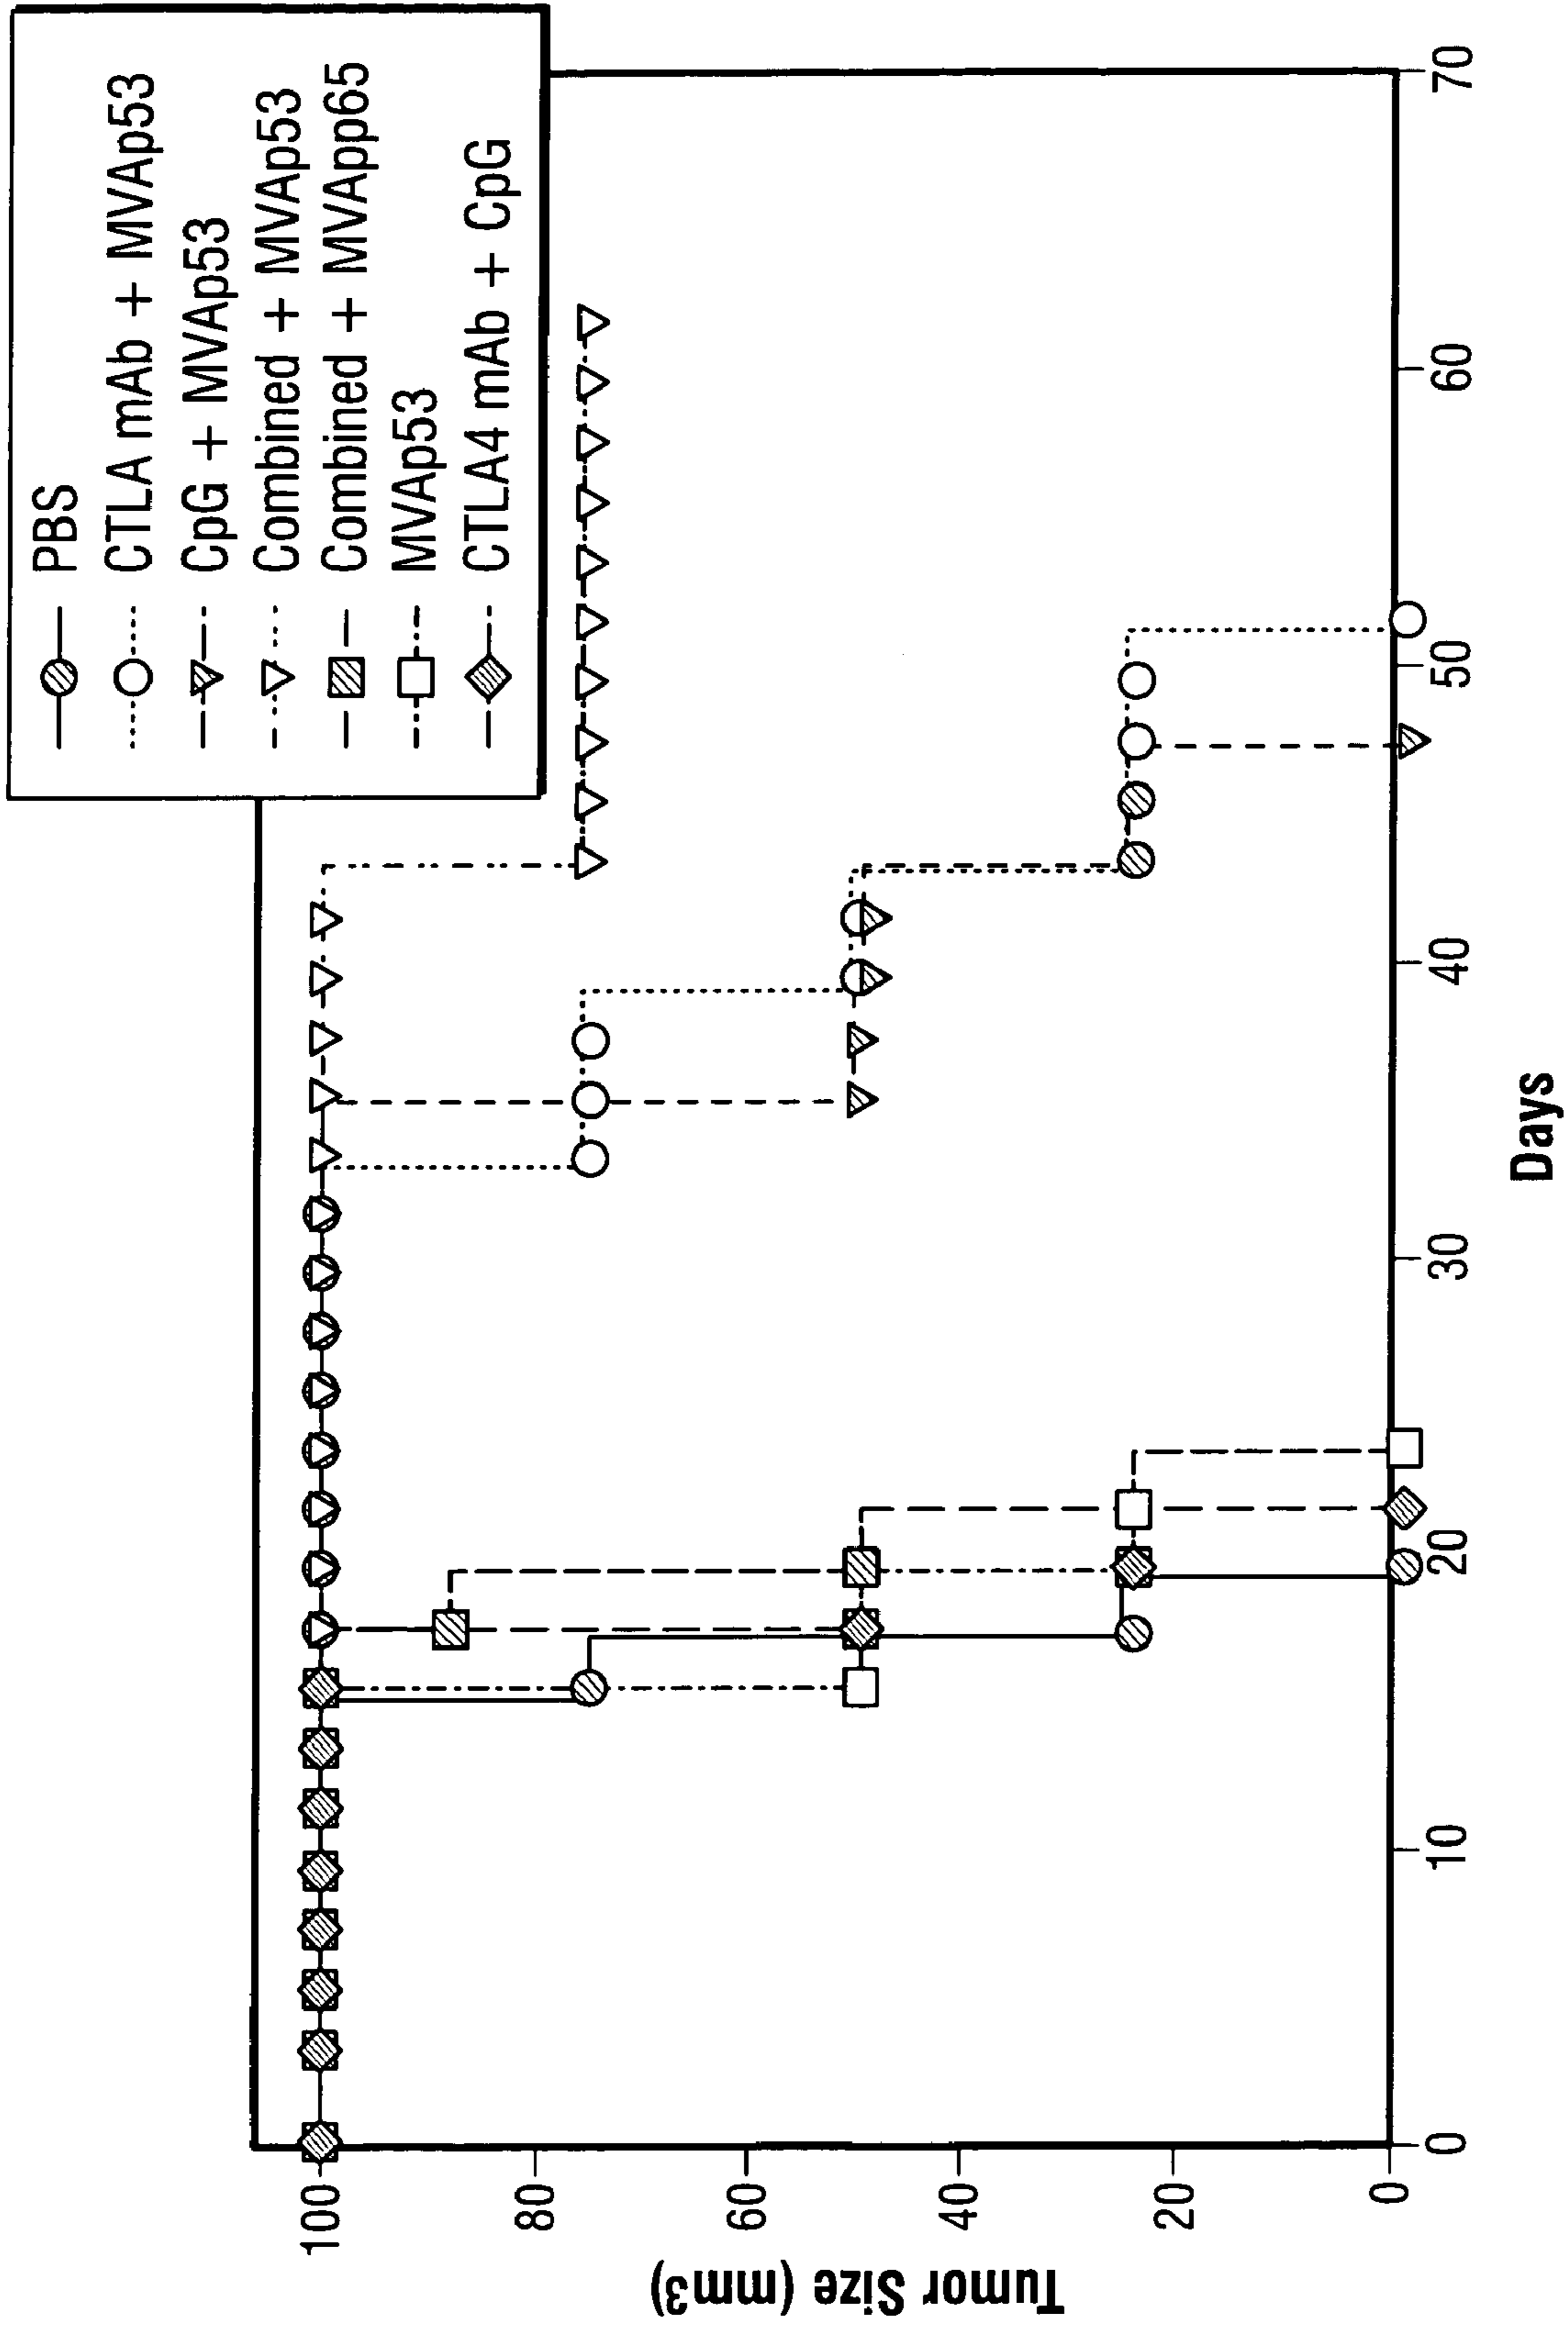 PBS
CTLA mAb + MVAp53
CpG + MVAp53
Combined + MVAp53
Combined + MVApp65
MVAp53
CTLA4 mAb + CpG
Tumor Size (mm3)
100
80
60
40
20
0
0
10
20
30
40
50
60
70
Days